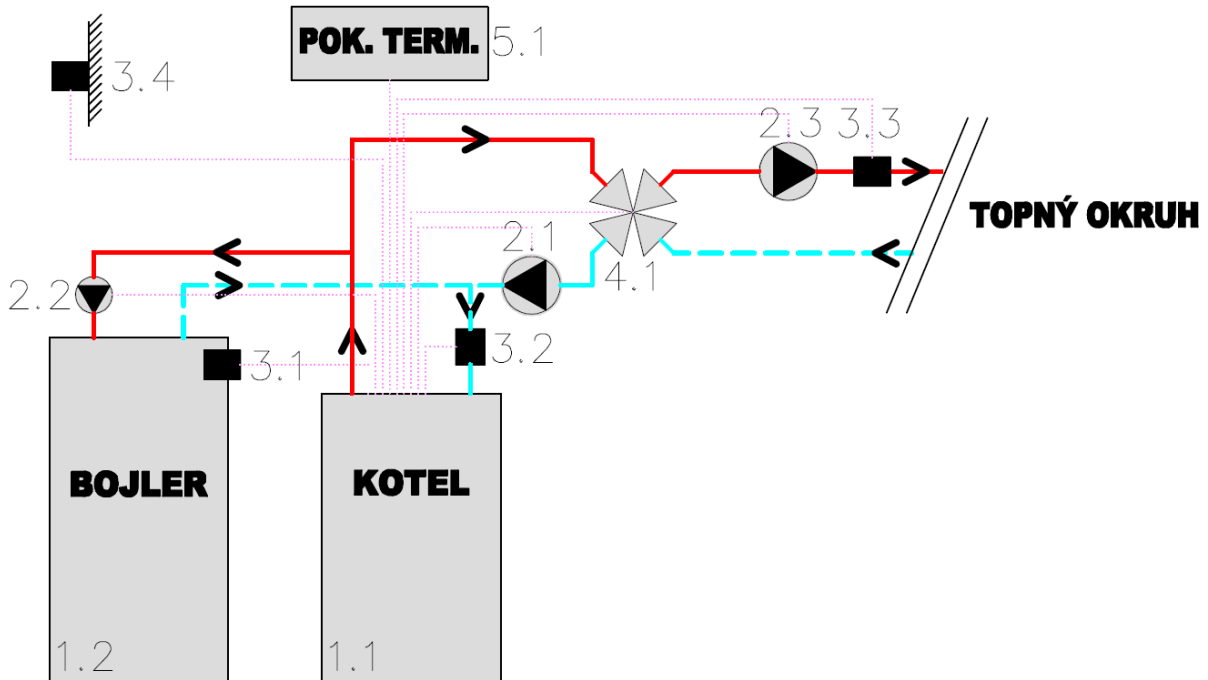 POK. TERM. 5.1
3.4
2.3 3.3
TOPNÝ OKRUH
2.1
4.1
2.2
3.1
3.2
BOJLER
KOTEL
1.2
1.1